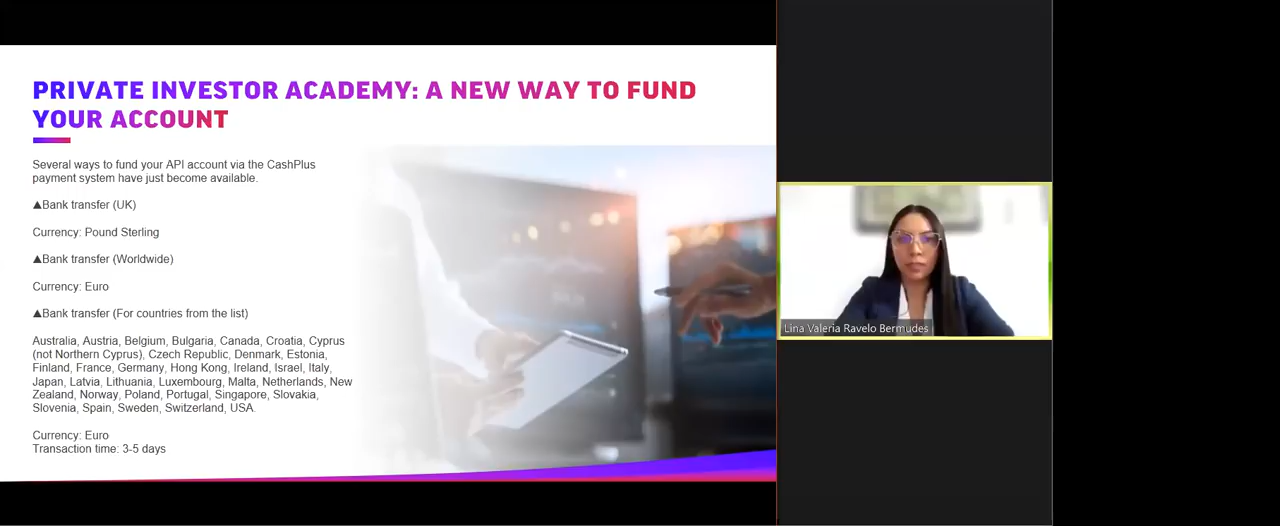 PRIVATE INVESTOR ACADEMY: A NEW WAY TO FUND
YOUR ACCOUNT
Several ways to fund your API account via the CashPlus
payment system have just become available.
▲Bank transfer (UK)
Currency: Pound Sterling
▲Bank transfer (Worldwide)
Currency: Euro
▲Bank transfer (For countries from the list)
Australia, Austria, Belgium, Bulgaria, Canada, Croatia, Cyprus
(not Northern Cyprus), Czech Republic, Denmark, Estonia,
Finland, France, Germany, Hong Kong, Ireland, Israel, Italy,
Japan, Latvia, Lithuania, Luxembourg, Malta, Netherlands, New
Zealand, Norway, Poland, Portugal, Singapore, Slovakia,
Slovenia, Spain, Sweden, Switzerland, USA.
Currency: Euro
Transaction time: 3-5 days
Lina Valeria Ravelo Bermudes